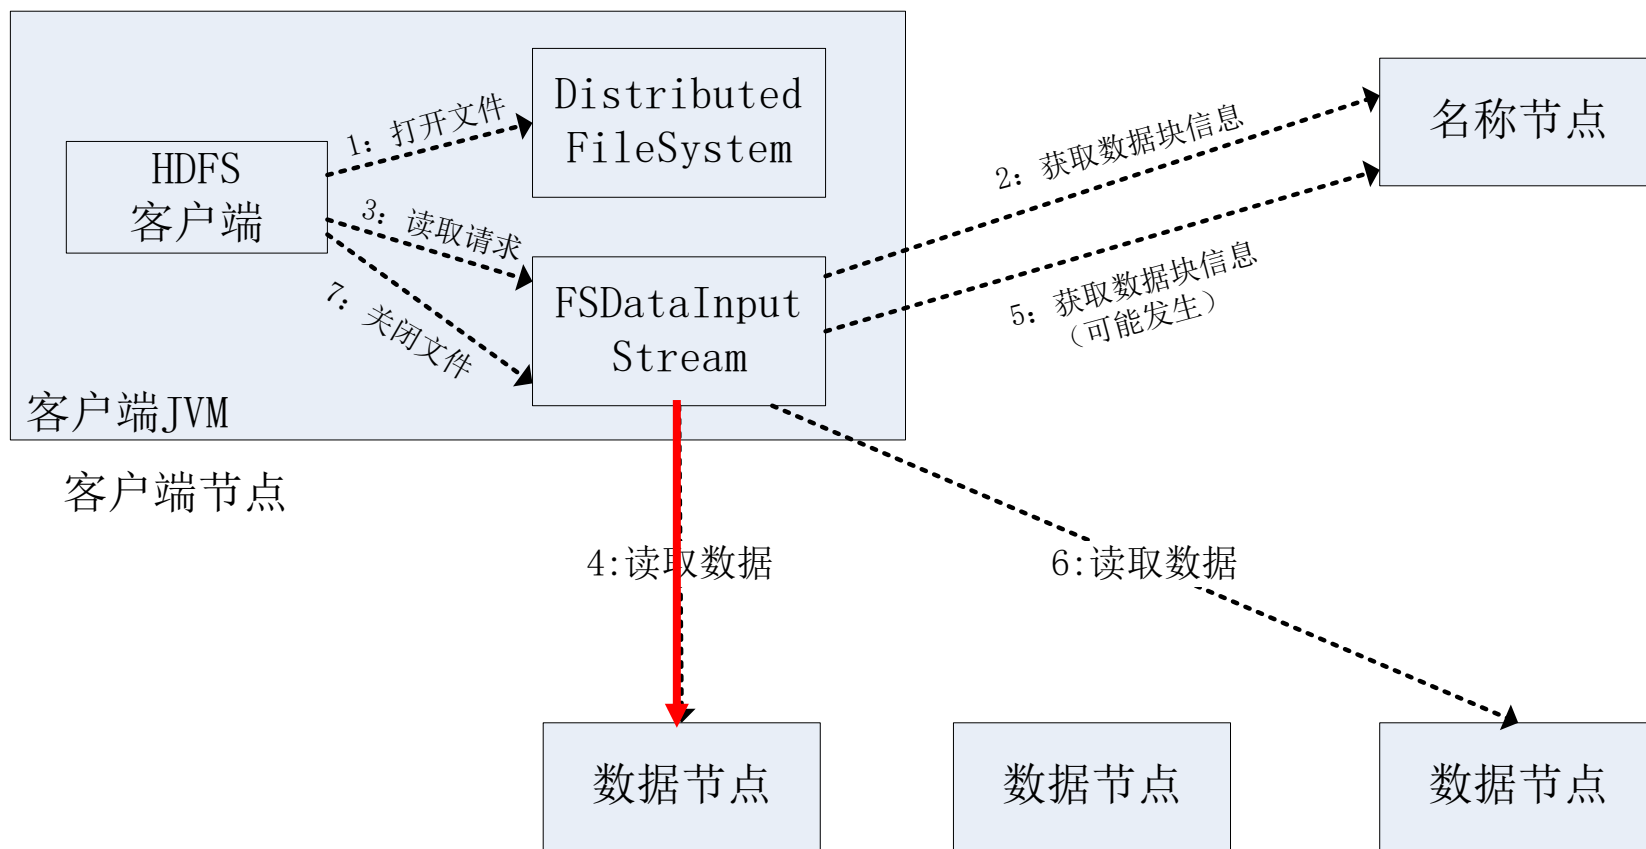 Distributed
FileSystem
名称节点
1：打开文件
2：获取数据块信息
HDFS
客户端
3：读取请求
FSDataInput
Stream
5：获取数据块信息
（可能发生）
7：关闭文件
客户端JVM
客户端节点
4:读取数据
6:读取数据
数据节点
数据节点
数据节点